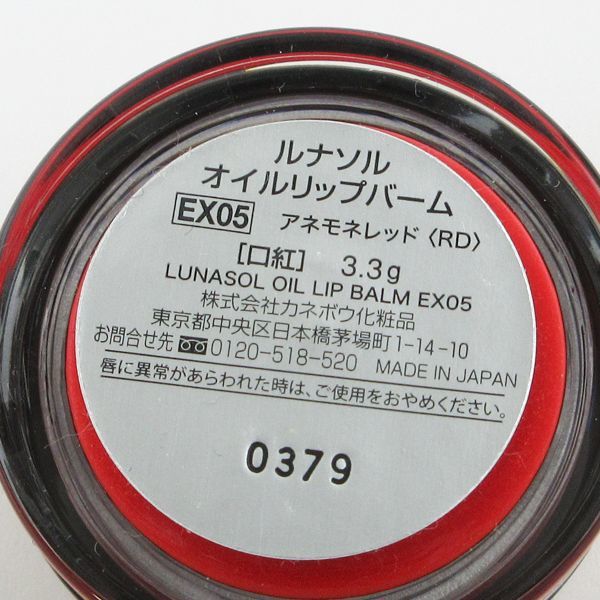 ルナソル
オイルリップバーム
EX05 アネモネレッド〈RD〉
[口紅] 3.3g
LUNASOL OIL LIP BALM EX05
株式会社カネボウ化粧品
東京都中央区日本橋茅場町1-14-10
お問合せ先 0120-518-520 MADE IN JAPAN
唇に異常があらわれた時は、ご使用をおやめください。
0379